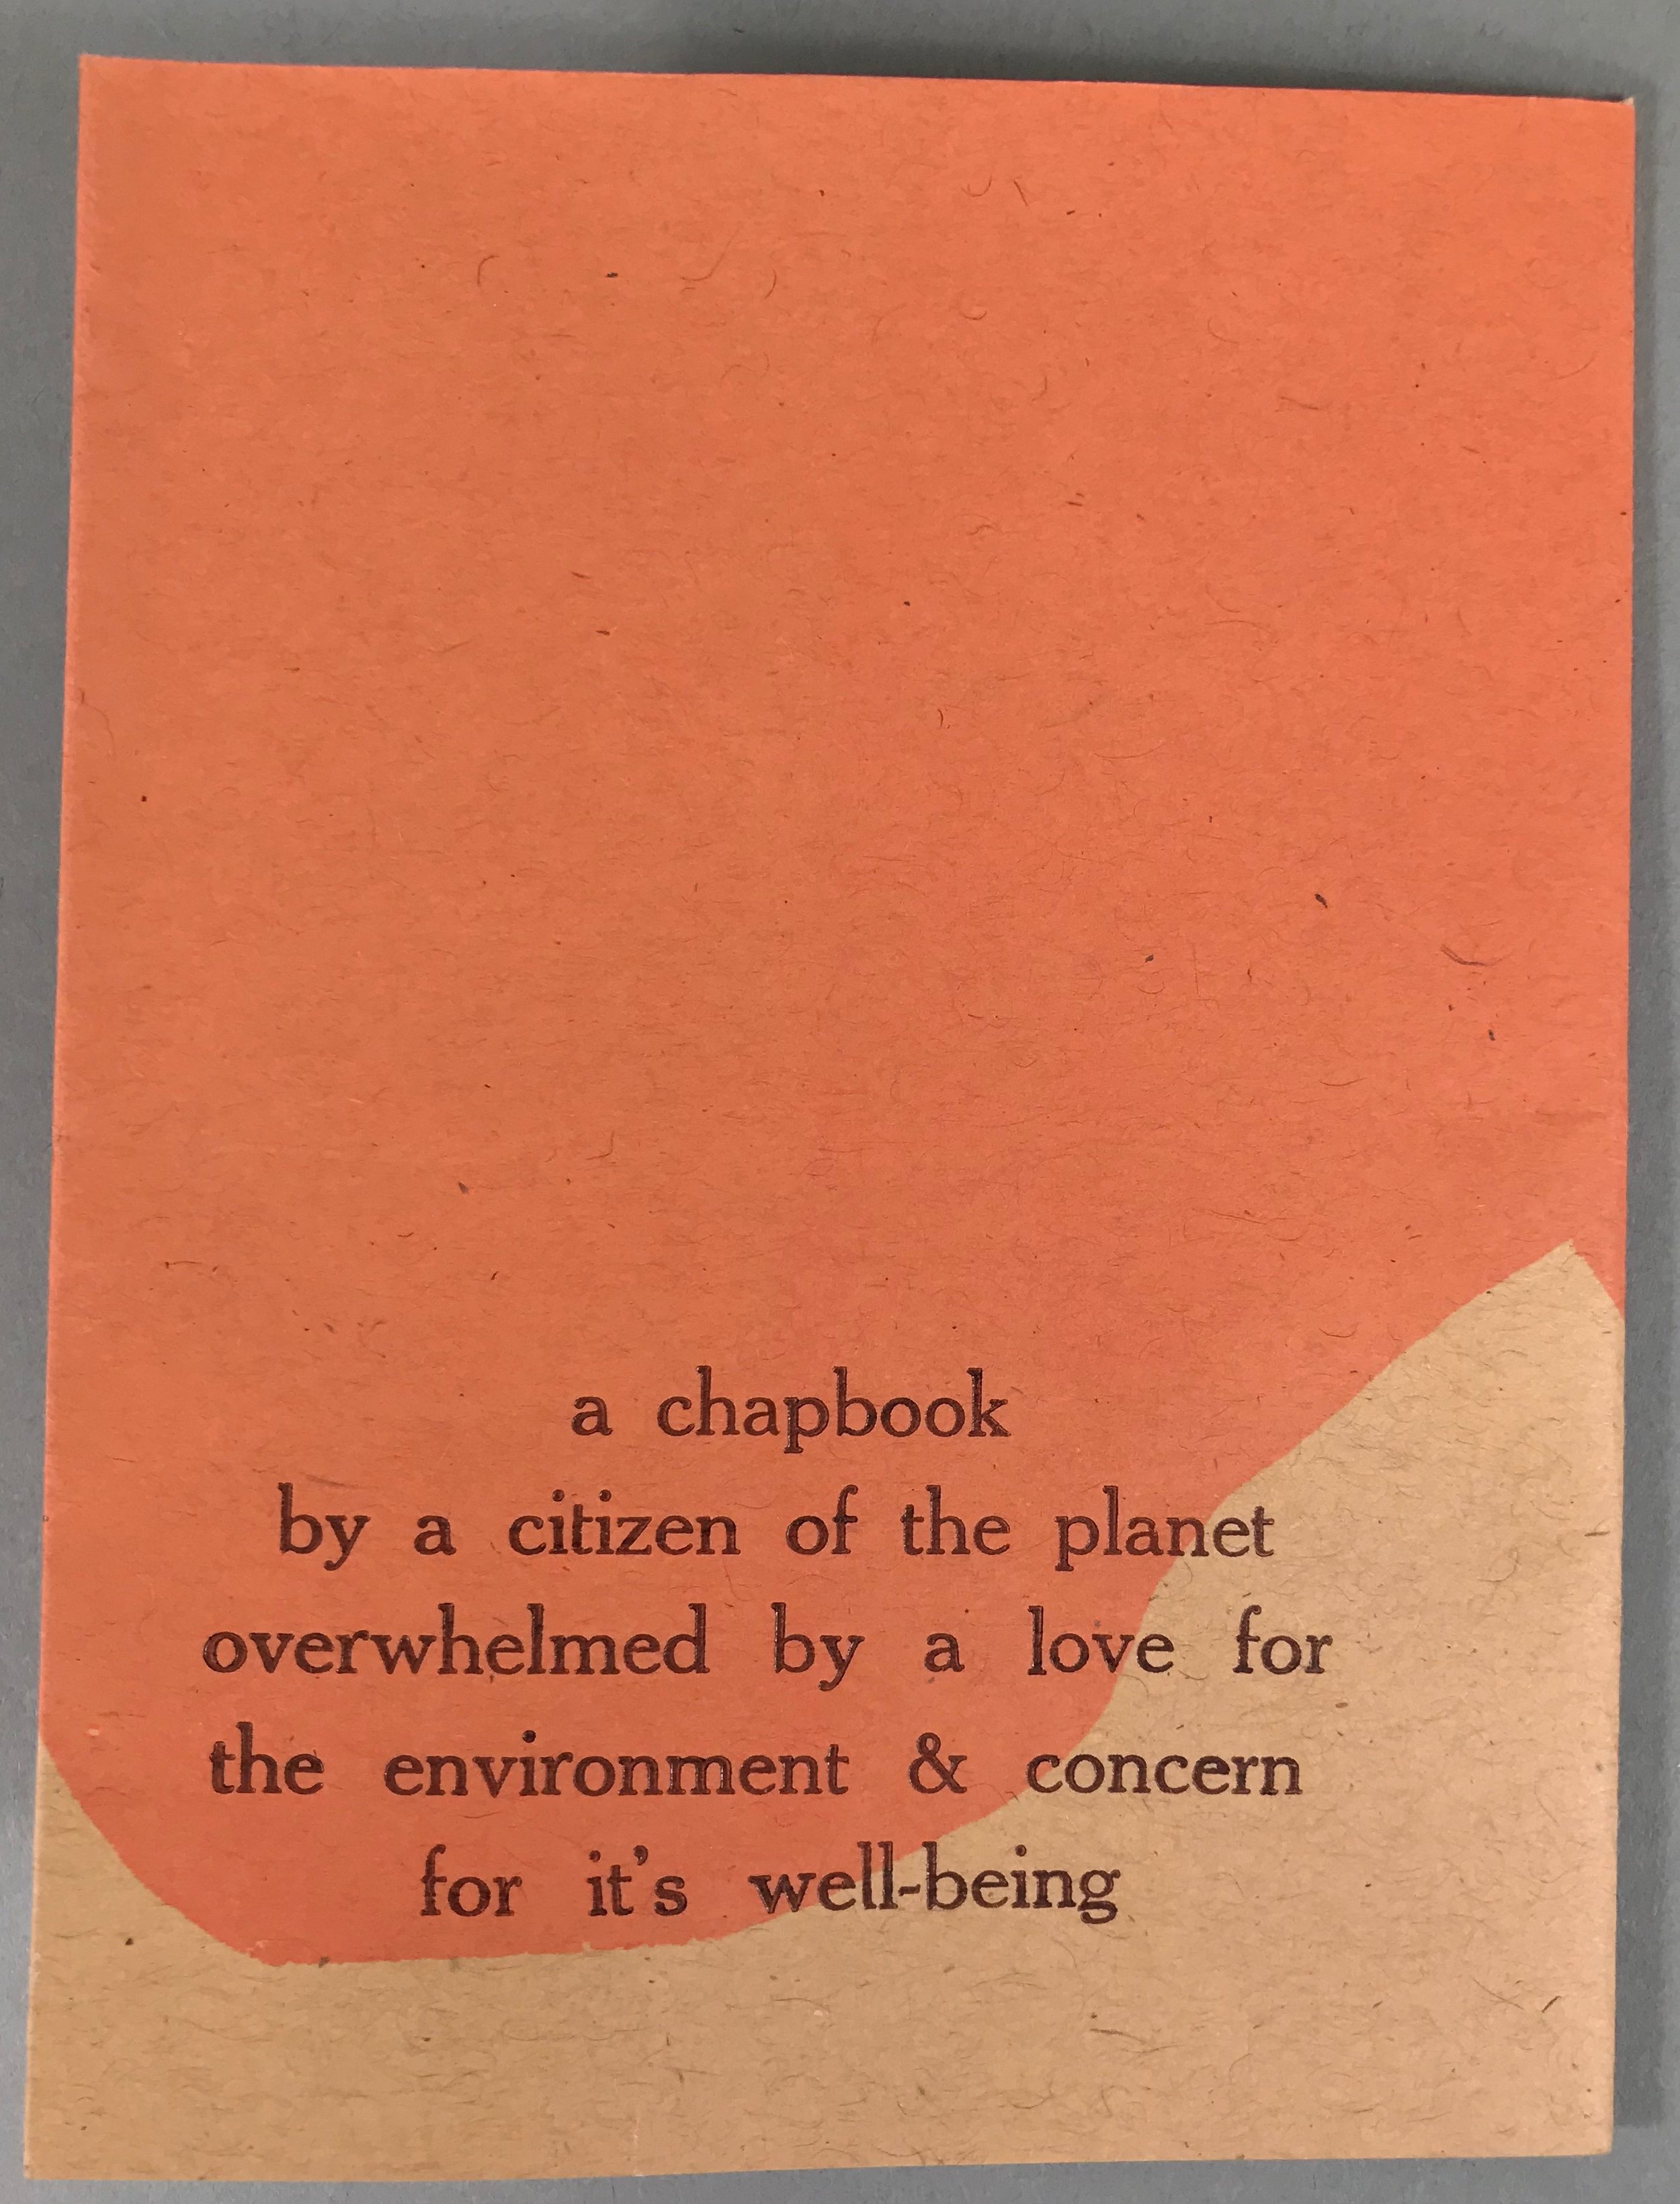 a chapbook
by a citizen of the planet
overwhelmed by a love for
the environment & concern
for it's well-being